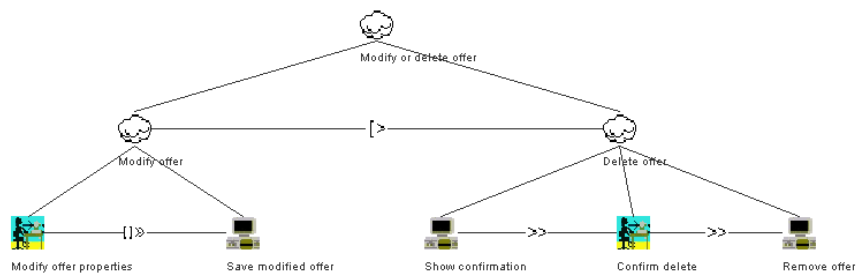 Modify or delete offer
[>
Modify offer
Delete offer
[]>>
>>
>>
Modify offer properties
Save modified offer
Show confirmation
Confirm delete
Remove offer